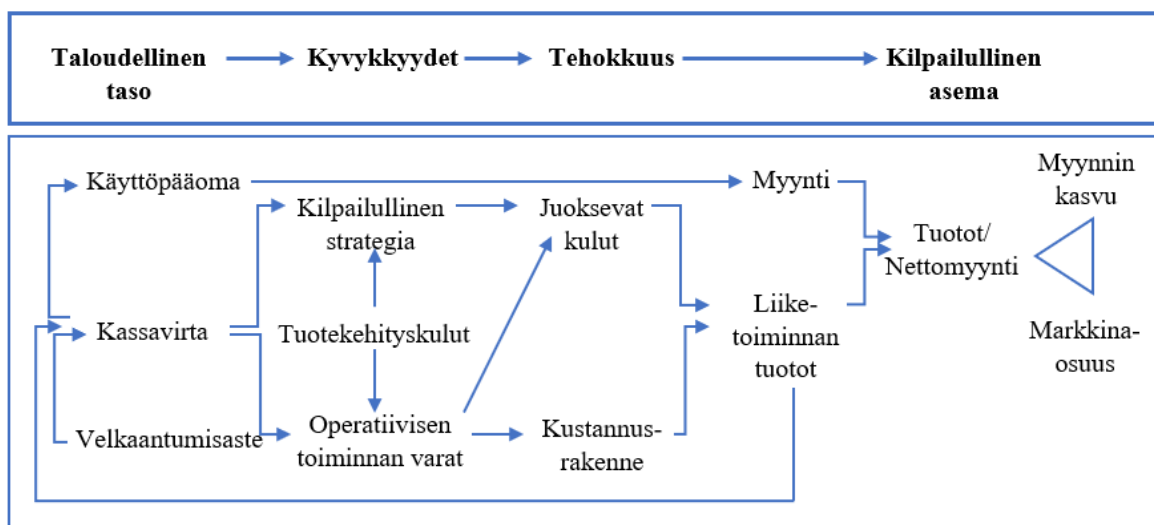 Taloudellinen
taso
Kyvykkyydet
Tehokkuus
Kilpailullinen
asema
Käyttöpääoma
Kilpailullinen
strategia
Juoksevat
kulut
Myynti
Tuotot/
Nettomyynti
Myynnin
kasvu
Kassavirta
Tuotekehityskulut
Liike-
toiminnan
tuotot
Markkina-
osuus
Velkaantumisaste
Operatiivisen
toiminnan varat
Kustannus-
rakenne